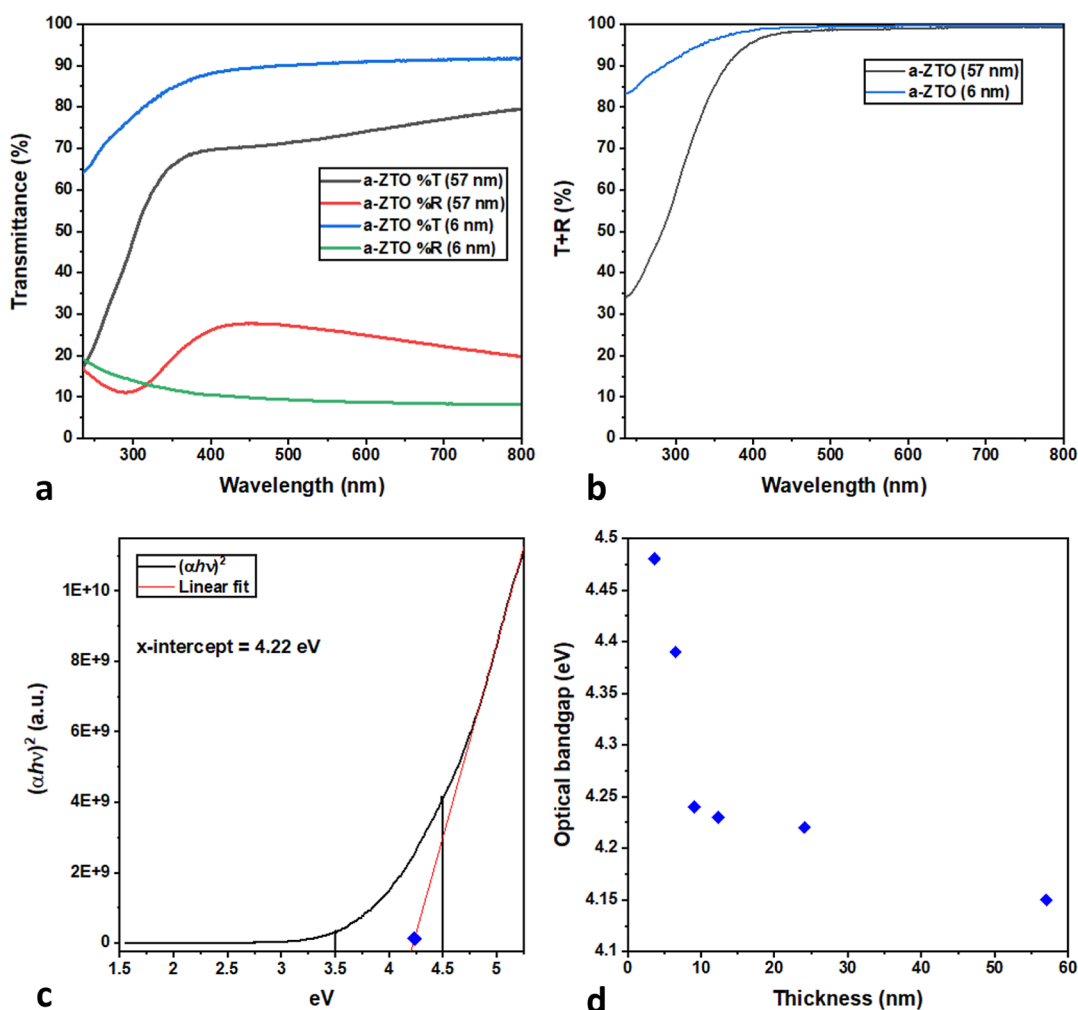 100
90
80
70
60
50
40
30
20
10
0
Transmittance (%)
a-ZTO %T (57 nm)
a-ZTO %R (57 nm)
a-ZTO %T (6 nm)
a-ZTO %R (6 nm)
300 400 500 600 700 800
Wavelength (nm)
a
100
90
80
70
60
50
40
30
20
10
0
T+R (%)
a-ZTO (57 nm)
a-ZTO (6 nm)
300 400 500 600 700 800
Wavelength (nm)
b
1E+10
8E+9
6E+9
4E+9
2E+9
0
(αhν)² (a.u.)
(αhν)²
Linear fit
x-intercept = 4.22 eV
1.5 2 2.5 3 3.5 4 4.5 5
eV
c
4.5
4.45
4.4
4.35
4.3
4.25
4.2
4.15
4.1
Optical bandgap (eV)
0 10 20 30 40 50 60
Thickness (nm)
d